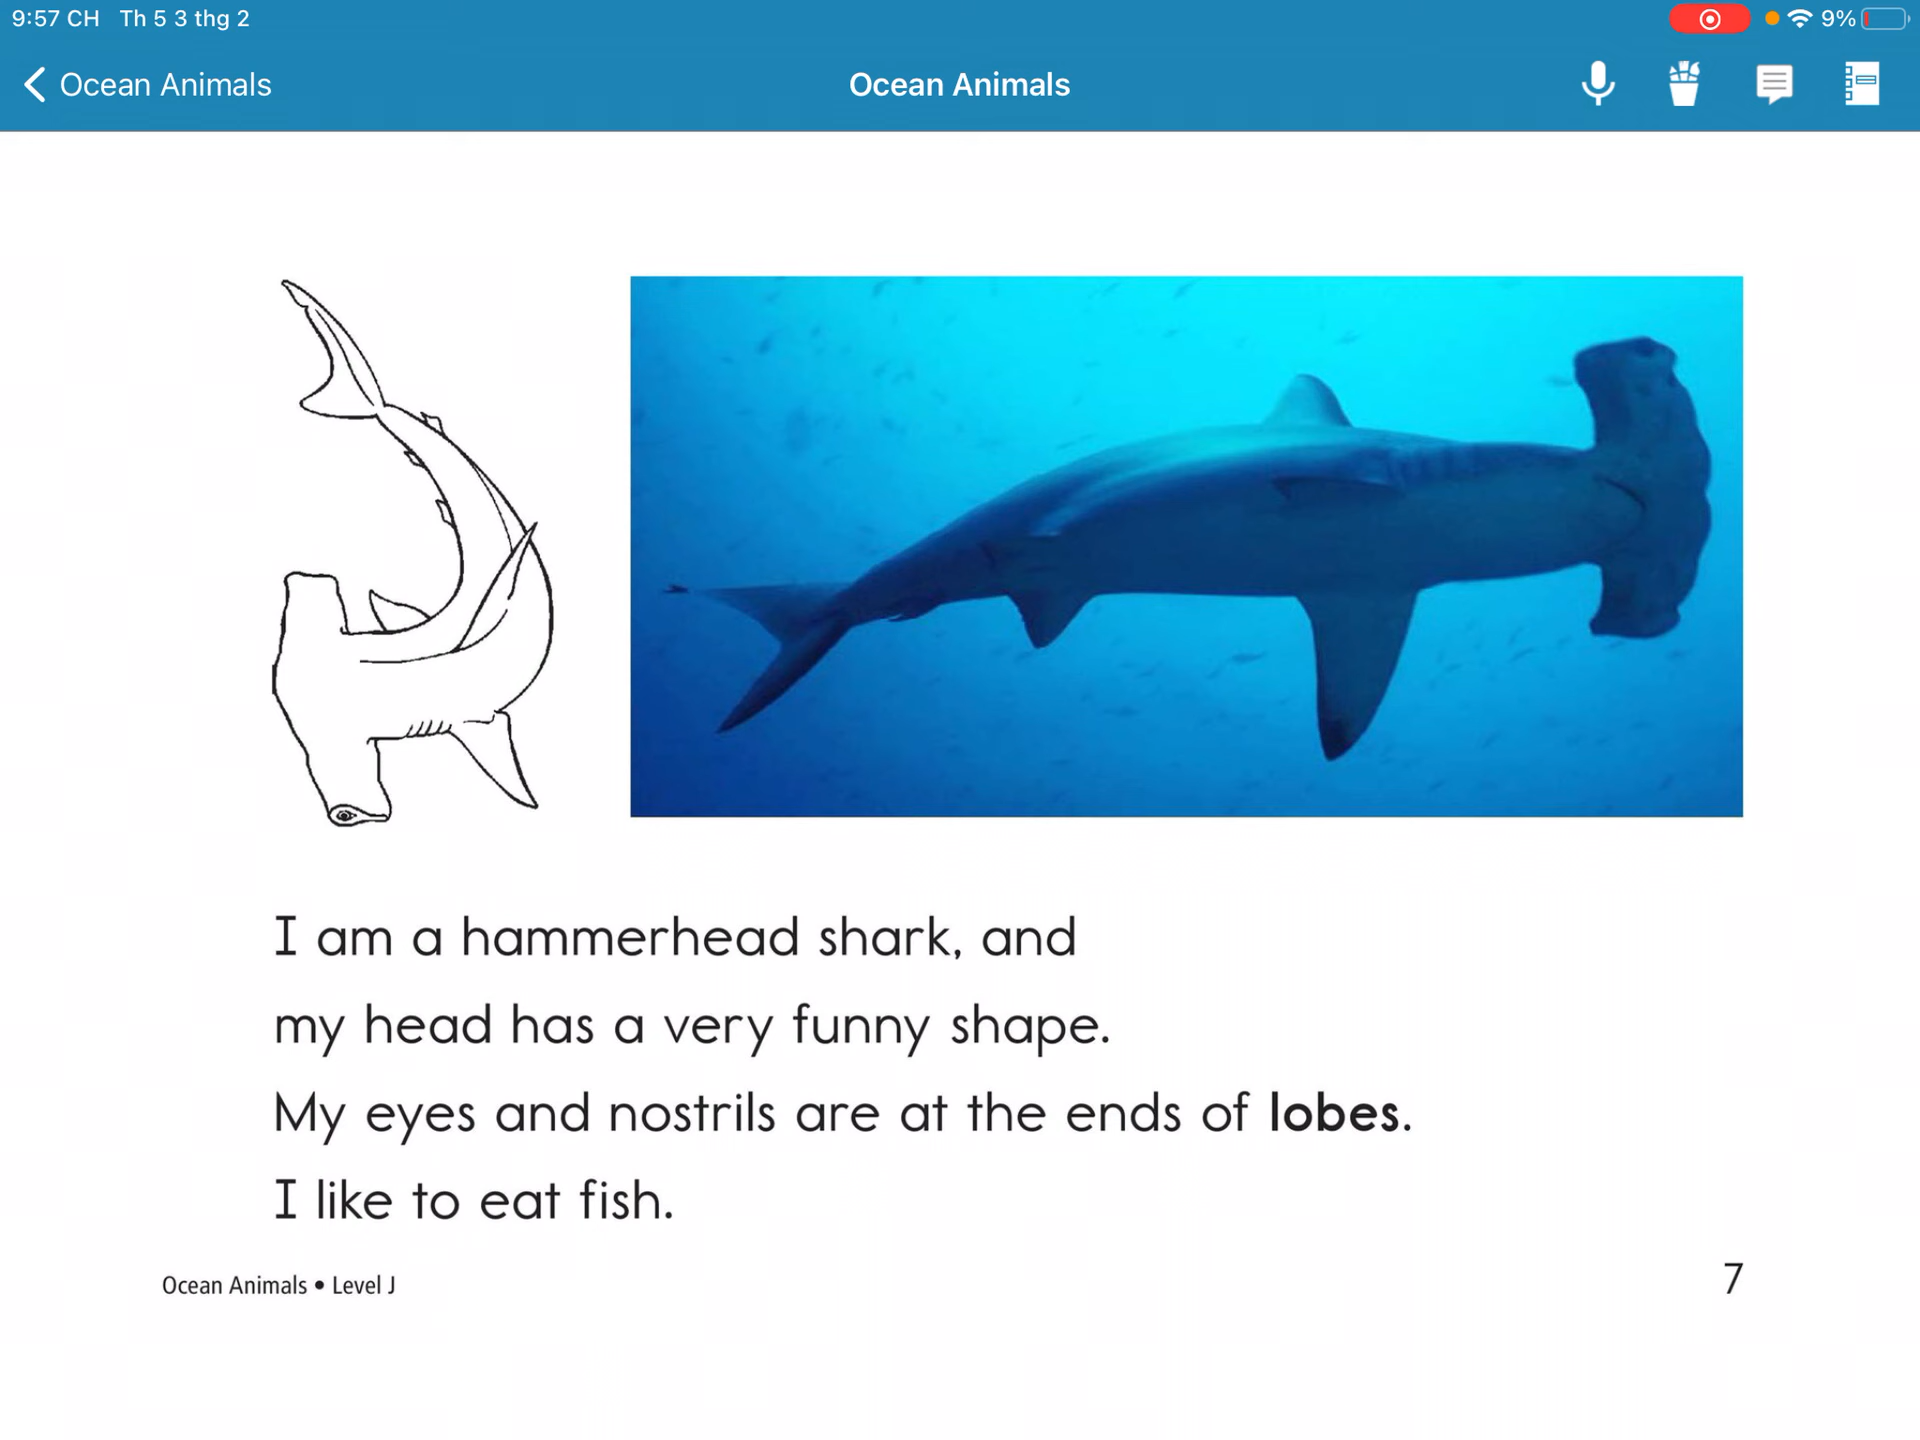 9:57 CH Th 5 3 thg 2 9%
Ocean Animals Ocean Animals
I am a hammerhead shark, and
my head has a very funny shape.
My eyes and nostrils are at the ends of lobes.
I like to eat fish.
Ocean Animals • Level J 7